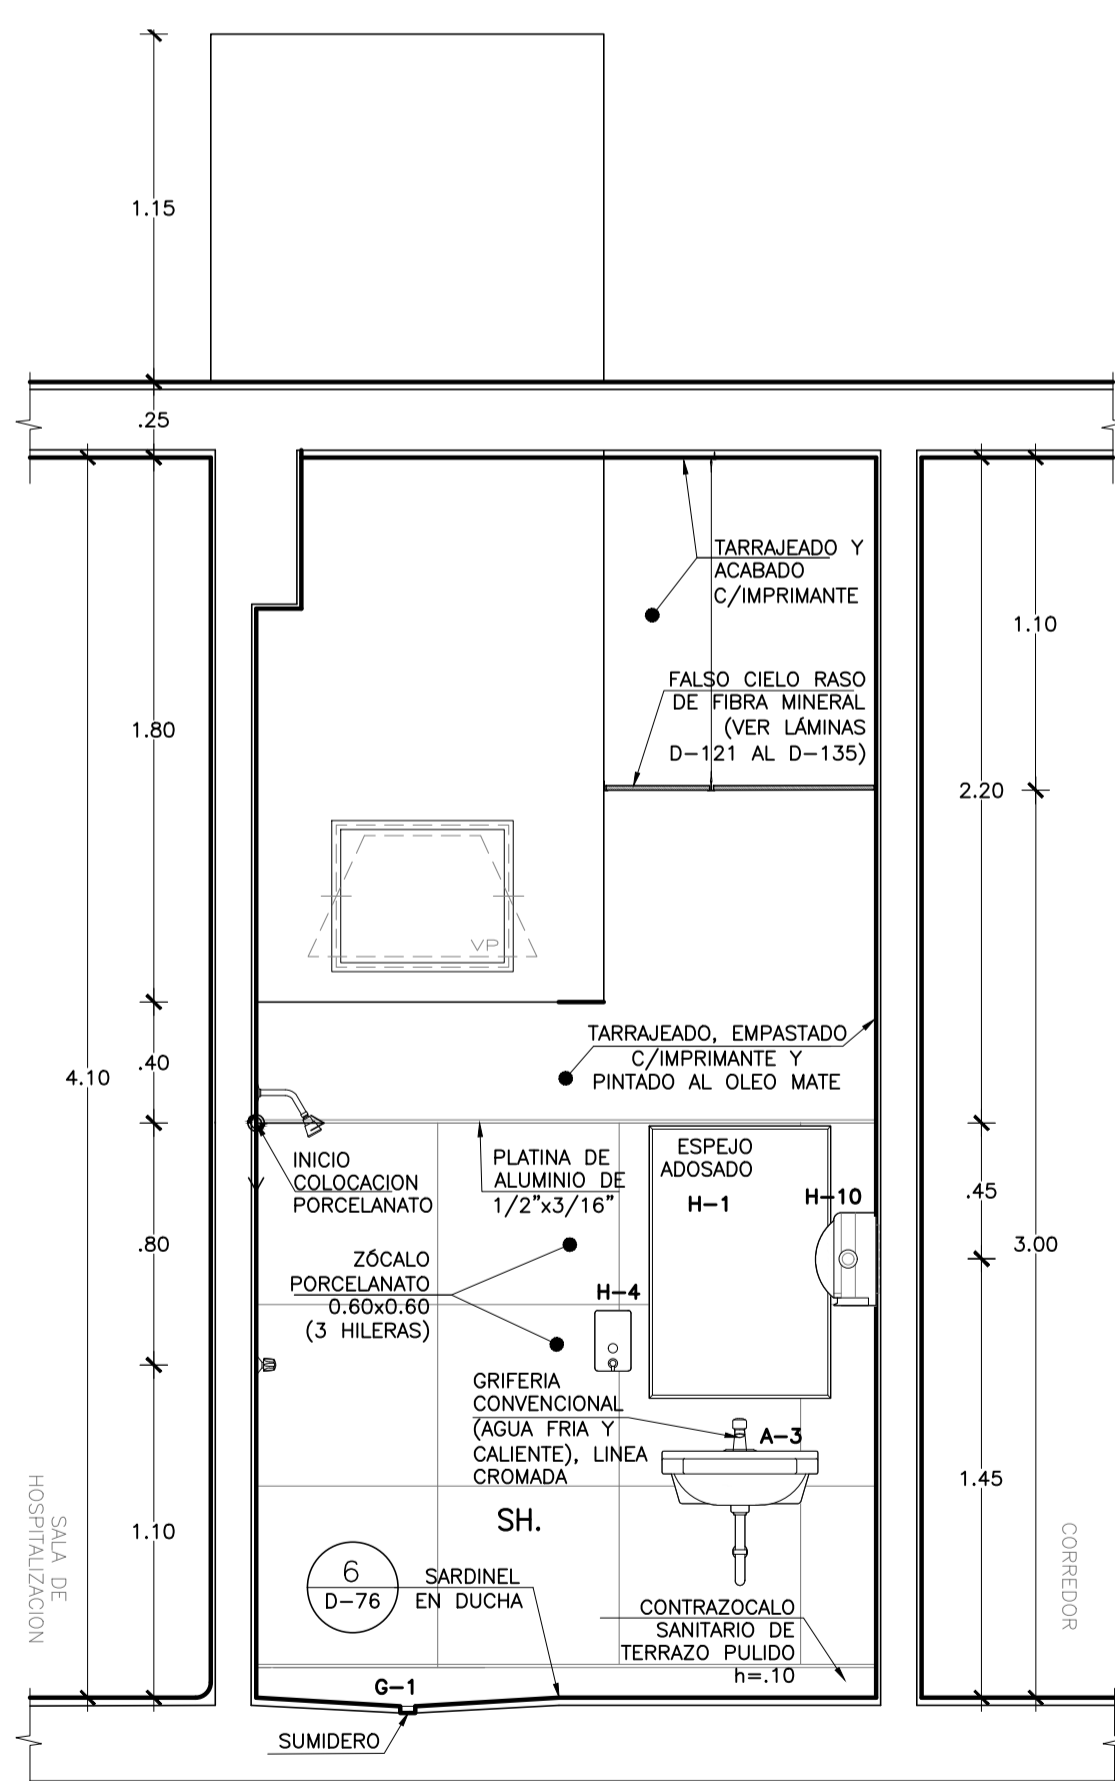 1.15
.25
TARRAJEADO Y
ACABADO
C/IMPRIMANTE
1.10
FALSO CIELO RASO
DE FIBRA MINERAL
(VER LÁMINAS
D-121 AL D-135)
1.80
2.20
VP
TARRAJEADO, EMPASTADO
C/IMPRIMANTE Y
PINTADO AL OLEO MATE
.40
4.10
INICIO
COLOCACION
PORCELANATO
PLATINA DE
ALUMINIO DE
1/2"x3/16"
ESPEJO
ADOSADO
H-1
H-10
.45
.80
3.00
ZÓCALO
PORCELANATO
0.60x0.60
(3 HILERAS)
H-4
GRIFERIA
CONVENCIONAL
(AGUA FRIA Y
CALIENTE), LINEA
CROMADA
A-3
1.45
SH.
1.10
SALA DE
HOSPITALIZACION
CORREDOR
6
D-76
SARDINEL
EN DUCHA
CONTRAZOCALO
SANITARIO DE
TERRAZO PULIDO
h=.10
G-1
SUMIDERO